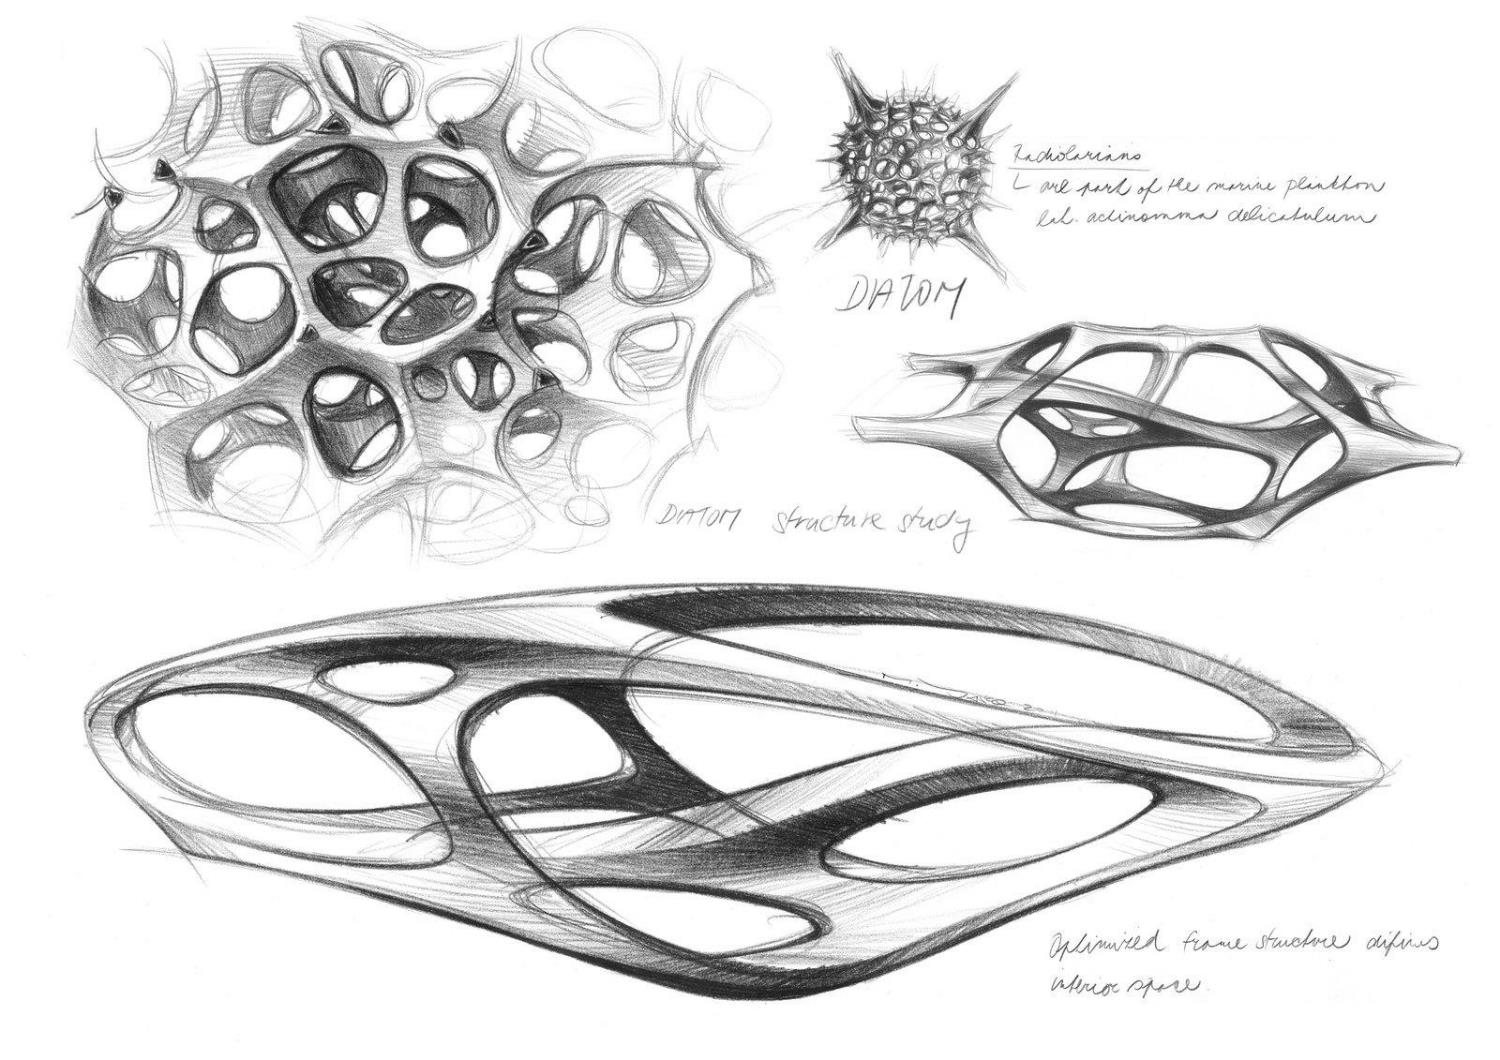 Radiolarians
L are part of the marine plankton
lat. actinomma delicatulum
DIATOM
DIATOM structure study
Optimized frame structure difines
interior space